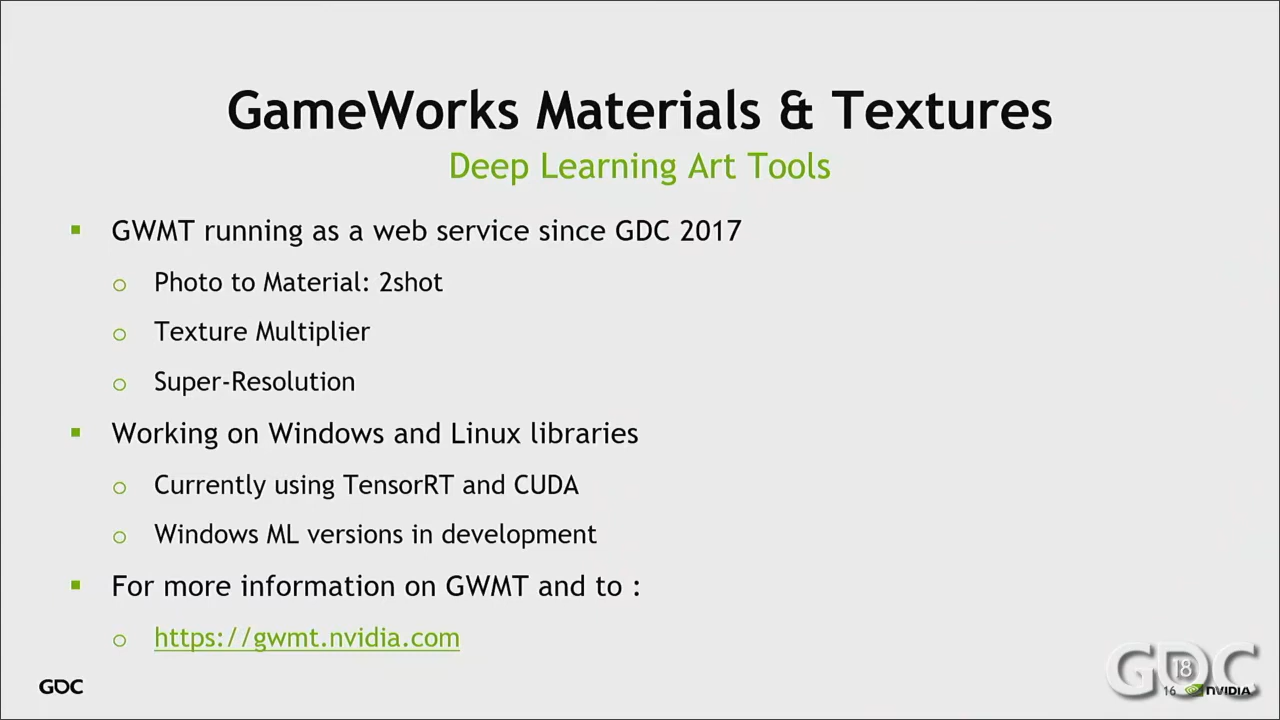 GameWorks Materials & Textures
Deep Learning Art Tools
GWMT running as a web service since GDC 2017
Photo to Material: 2shot
Texture Multiplier
Super-Resolution
Working on Windows and Linux libraries
Currently using TensorRT and CUDA
Windows ML versions in development
For more information on GWMT and to :
https://gwmt.nvidia.com
GDC
GDC 18
16 NVIDIA